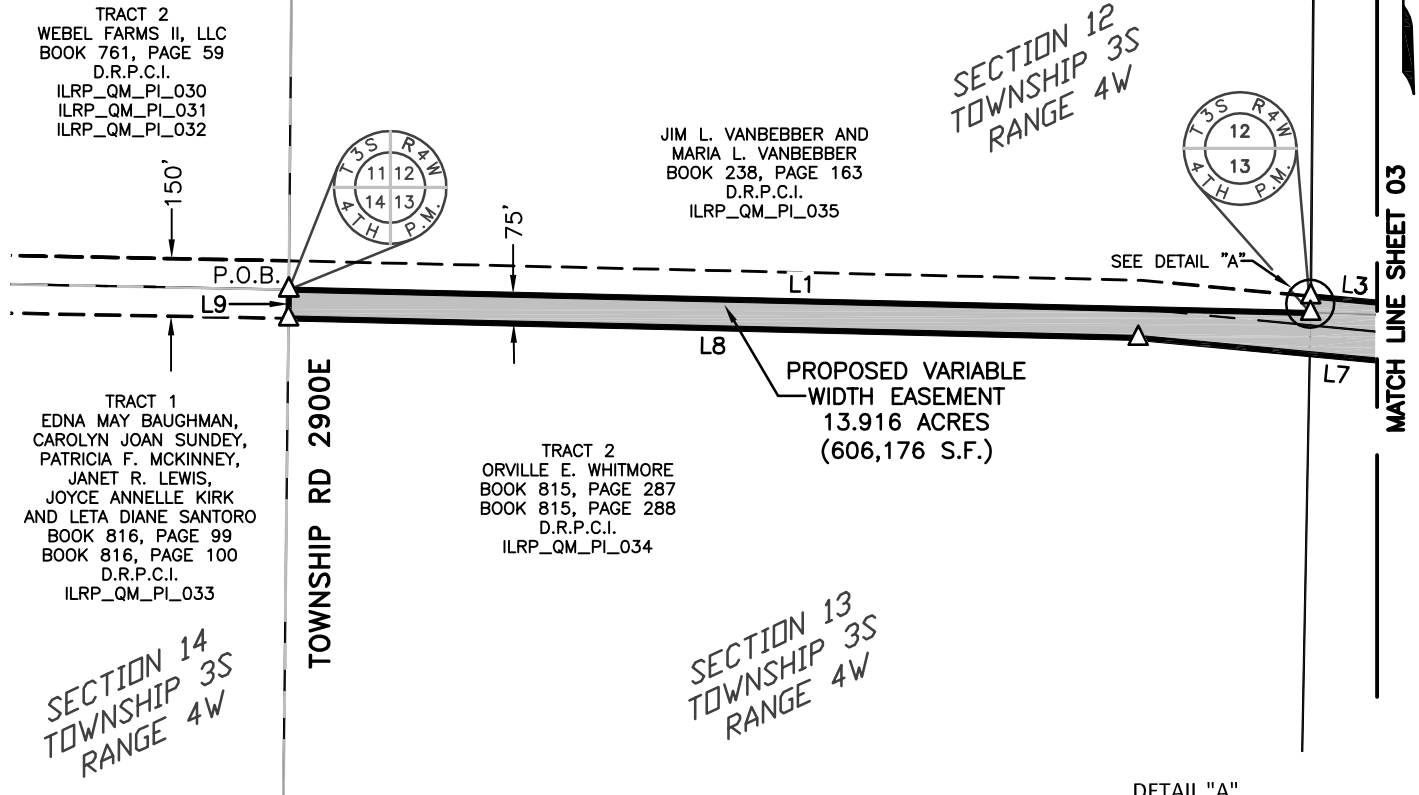 TRACT 2
WEBEL FARMS II, LLC
BOOK 761, PAGE 59
D.R.P.C.I.
ILRP_QM_PI_030
ILRP_QM_PI_031
ILRP_QM_PI_032
150'
SECTION 12
TOWNSHIP 3S
RANGE 4W
T3S R4W
11 12
14 13
4TH P.M.
75'
JIM L. VANBEBBER AND
MARIA L. VANBEBBER
BOOK 238, PAGE 163
D.R.P.C.I.
ILRP_QM_PI_035
T3S R4W
12
13
4TH P.M.
MATCH LINE SHEET 03
SEE DETAIL "A"
P.O.B.
L1
L3
L9
L8
L7
PROPOSED VARIABLE
WIDTH EASEMENT
13.916 ACRES
(606,176 S.F.)
TOWNSHIP RD 2900E
TRACT 1
EDNA MAY BAUGHMAN,
CAROLYN JOAN SUNDEY,
PATRICIA F. MCKINNEY,
JANET R. LEWIS,
JOYCE ANNELLE KIRK
AND LETA DIANE SANTORO
BOOK 816, PAGE 99
BOOK 816, PAGE 100
D.R.P.C.I.
ILRP_QM_PI_033
TRACT 2
ORVILLE E. WHITMORE
BOOK 815, PAGE 287
BOOK 815, PAGE 288
D.R.P.C.I.
ILRP_QM_PI_034
SECTION 14
TOWNSHIP 3S
RANGE 4W
SECTION 13
TOWNSHIP 3S
RANGE 4W
DETAIL "A"